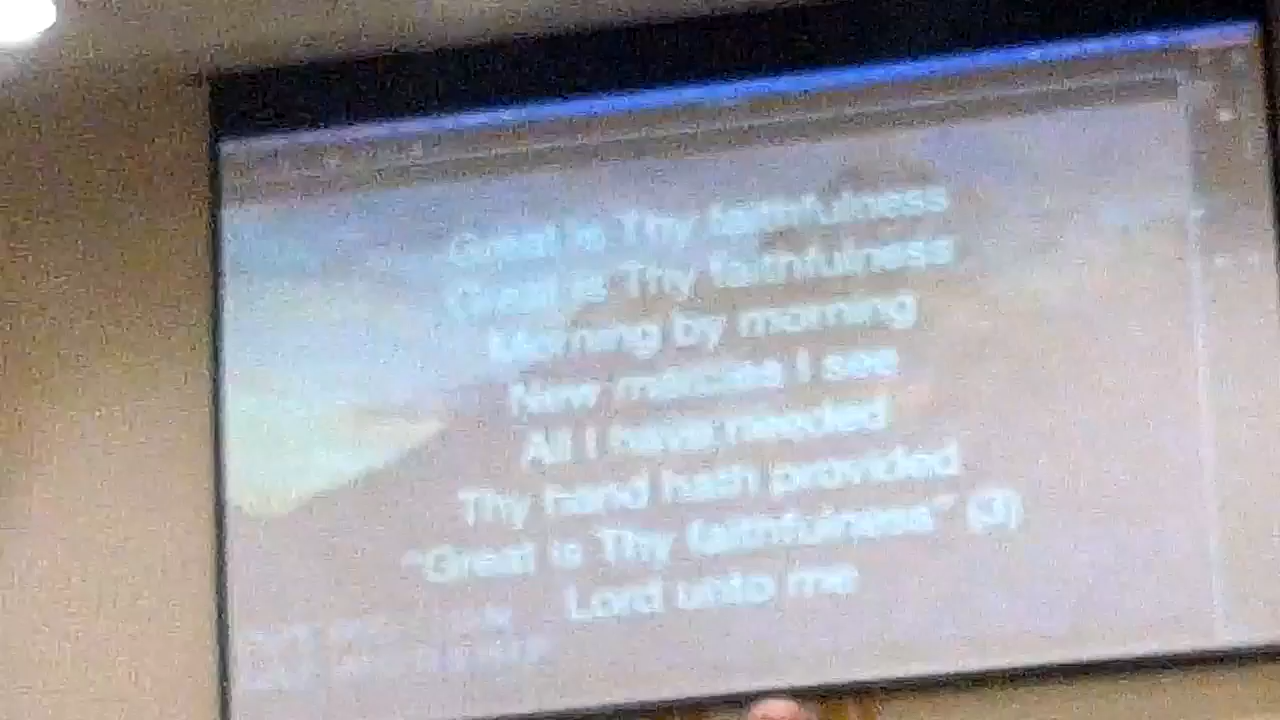 Great is Thy faithfulness
Great is Thy faithfulness
Morning by morning
New mercies I see
All I have needed
Thy hand hath provided
"Great is Thy faithfulness" (3)
Lord unto me